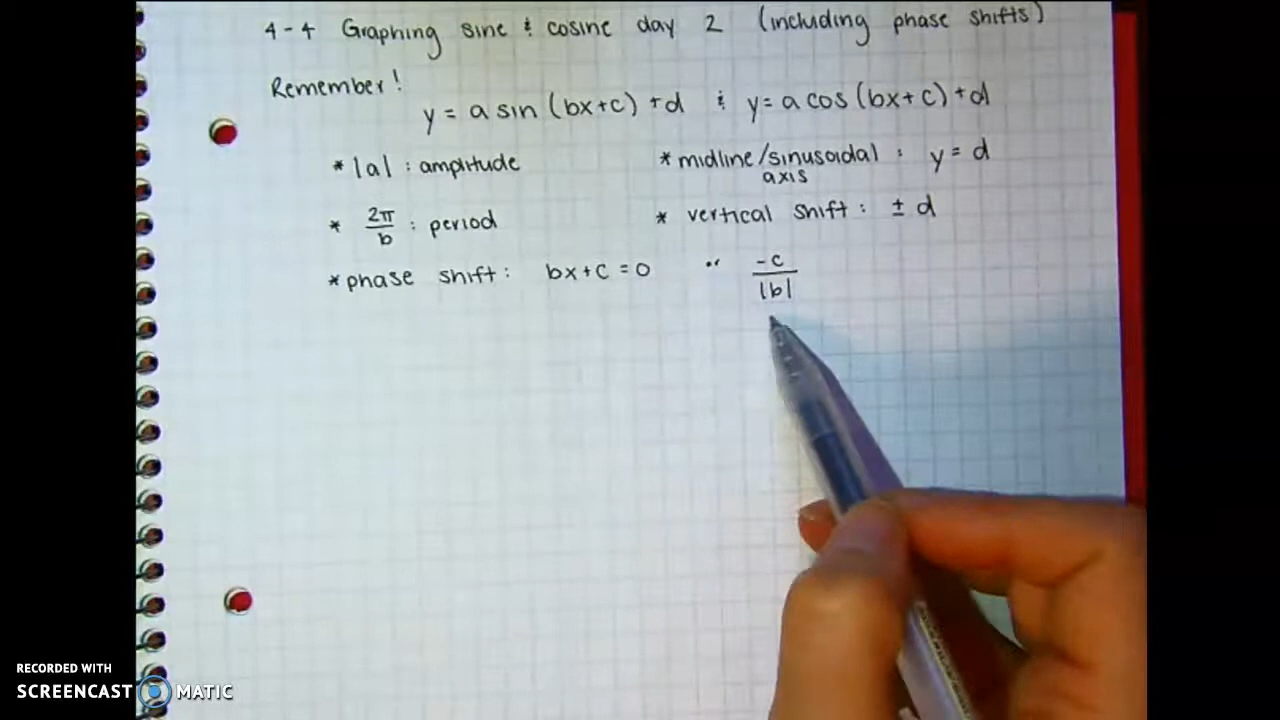 4-4 Graphing sine & cosine day 2 (including phase shifts)
Remember!
y = a sin (bx+c) +d & y= a cos (bx+c) +d
* |a| : amplitude
* midline/sinusoidal : y = d
axis
* 2π/b : period
* vertical shift : ± d
* phase shift : bx+c = 0 or -c/|b|
RECORDED WITH
SCREENCAST MATIC